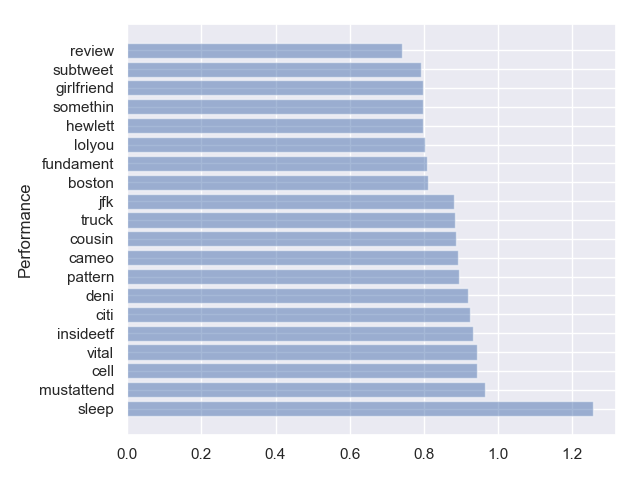 review
subtweet
girlfriend
somethin
hewlett
lolyou
fundament
boston
jfk
truck
cousin
cameo
pattern
deni
citi
insideetf
vital
cell
mustattend
sleep
Performance
0.0 0.2 0.4 0.6 0.8 1.0 1.2